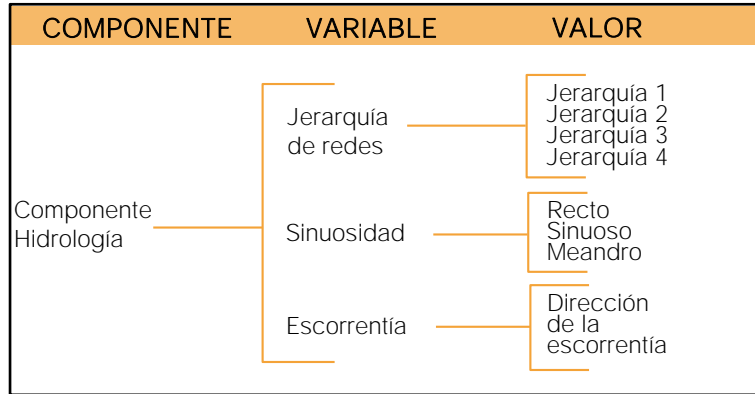 COMPONENTE VARIABLE VALOR
Jerarquía
de redes
Jerarquía 1
Jerarquía 2
Jerarquía 3
Jerarquía 4
Componente
Hidrología
Sinuosidad
Recto
Sinuoso
Meandro
Escorrentía
Dirección
de la
escorrentía